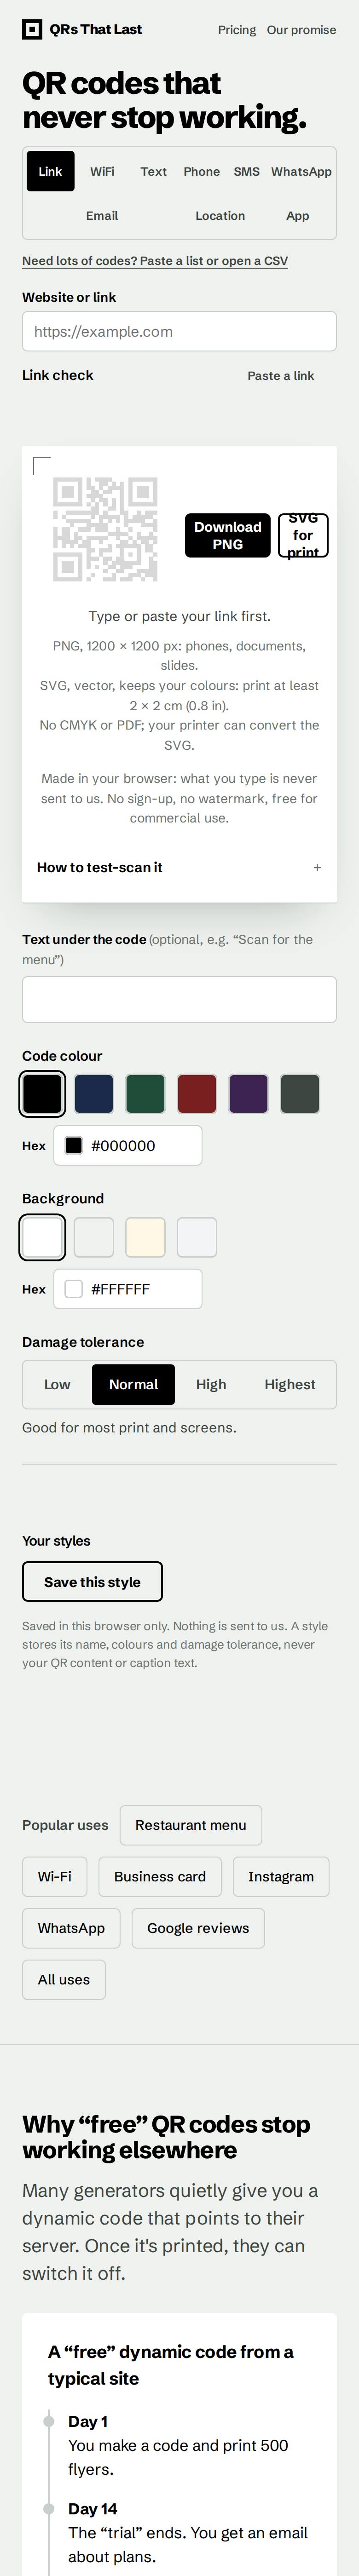 QRs That Last
Pricing
Our promise
QR codes that
never stop working.
Link
WiFi
Text
Phone
SMS
WhatsApp
Email
Location
App
Need lots of codes? Paste a list or open a CSV
Website or link
https://example.com
Link check
Paste a link
Download
PNG
SVG
for
print
Type or paste your link first.
PNG, 1200 × 1200 px: phones, documents,
slides.
SVG, vector, keeps your colours: print at least
2 × 2 cm (0.8 in).
No CMYK or PDF; your printer can convert the
SVG.
Made in your browser: what you type is never
sent to us. No sign-up, no watermark, free for
commercial use.
How to test-scan it
+
Text under the code (optional, e.g. “Scan for the
menu”)
Code colour
Hex
#000000
Background
Hex
#FFFFFF
Damage tolerance
Low
Normal
High
Highest
Good for most print and screens.
Your styles
Save this style
Saved in this browser only. Nothing is sent to us. A style
stores its name, colours and damage tolerance, never
your QR content or caption text.
Popular uses
Restaurant menu
Wi-Fi
Business card
Instagram
WhatsApp
Google reviews
All uses
Why “free” QR codes stop
working elsewhere
Many generators quietly give you a
dynamic code that points to their
server. Once it's printed, they can
switch it off.
A “free” dynamic code from a
typical site
Day 1
You make a code and print 500
flyers.
Day 14
The “trial” ends. You get an email
about plans.